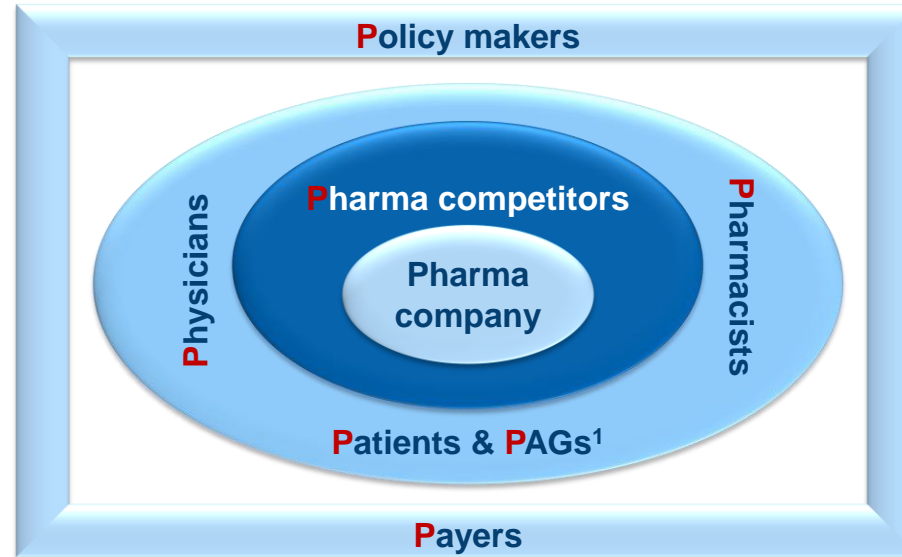 Policy makers
Pharma competitors
Physicians
Pharmacists
Pharma
company
Patients & PAGs¹
Payers